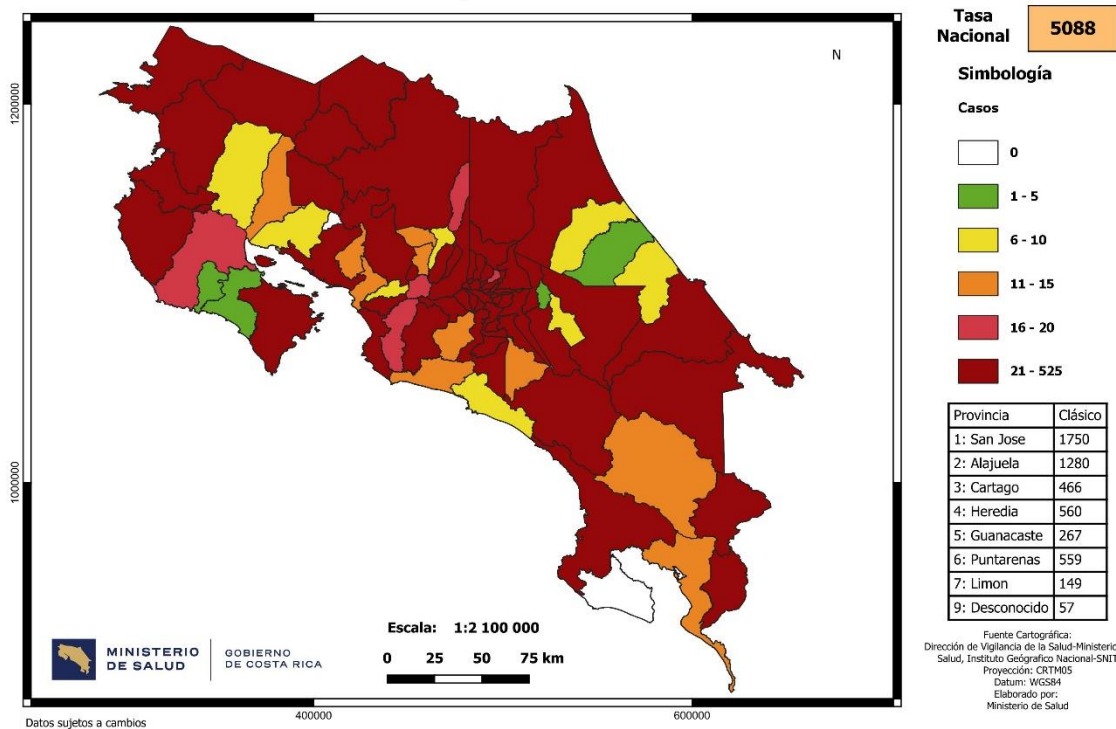 Tasa
Nacional
5088
N
Simbología
Casos
0
1 - 5
6 - 10
11 - 15
16 - 20
21 - 525
Provincia Clásico
1: San Jose 1750
2: Alajuela 1280
3: Cartago 466
4: Heredia 560
5: Guanacaste 267
6: Puntarenas 559
7: Limon 149
9: Desconocido 57
Fuente Cartográfica:
Dirección de Vigilancia de la Salud-Ministerio
Salud, Instituto Geógrafico Nacional-SNIT
Proyección: CRTM05
Datum: WGS84
Elaborado por:
Ministerio de Salud
1200000
1000000
Escala: 1:2 100 000
0 25 50 75 km
MINISTERIO
DE SALUD
GOBIERNO
DE COSTA RICA
400000
600000
Datos sujetos a cambios